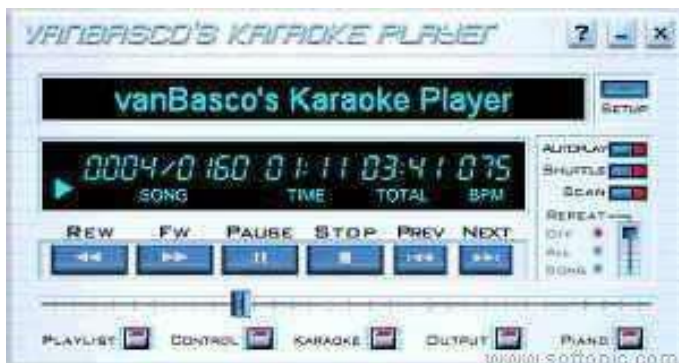 VANBASCO'S KARAOKE PLAYER ? - ×
vanBasco's Karaoke Player
SETUP
0004/0160 01:11 03:41 075
SONG TIME TOTAL BPM
AUTOPLAY
SHUFFLE
SCAN
REPEAT
OFF
ALL
SONG
REW FW PAUSE STOP PREV NEXT
PLAYLIST CONTROL KARAOKE OUTPUT PIANO
www.softonic.com